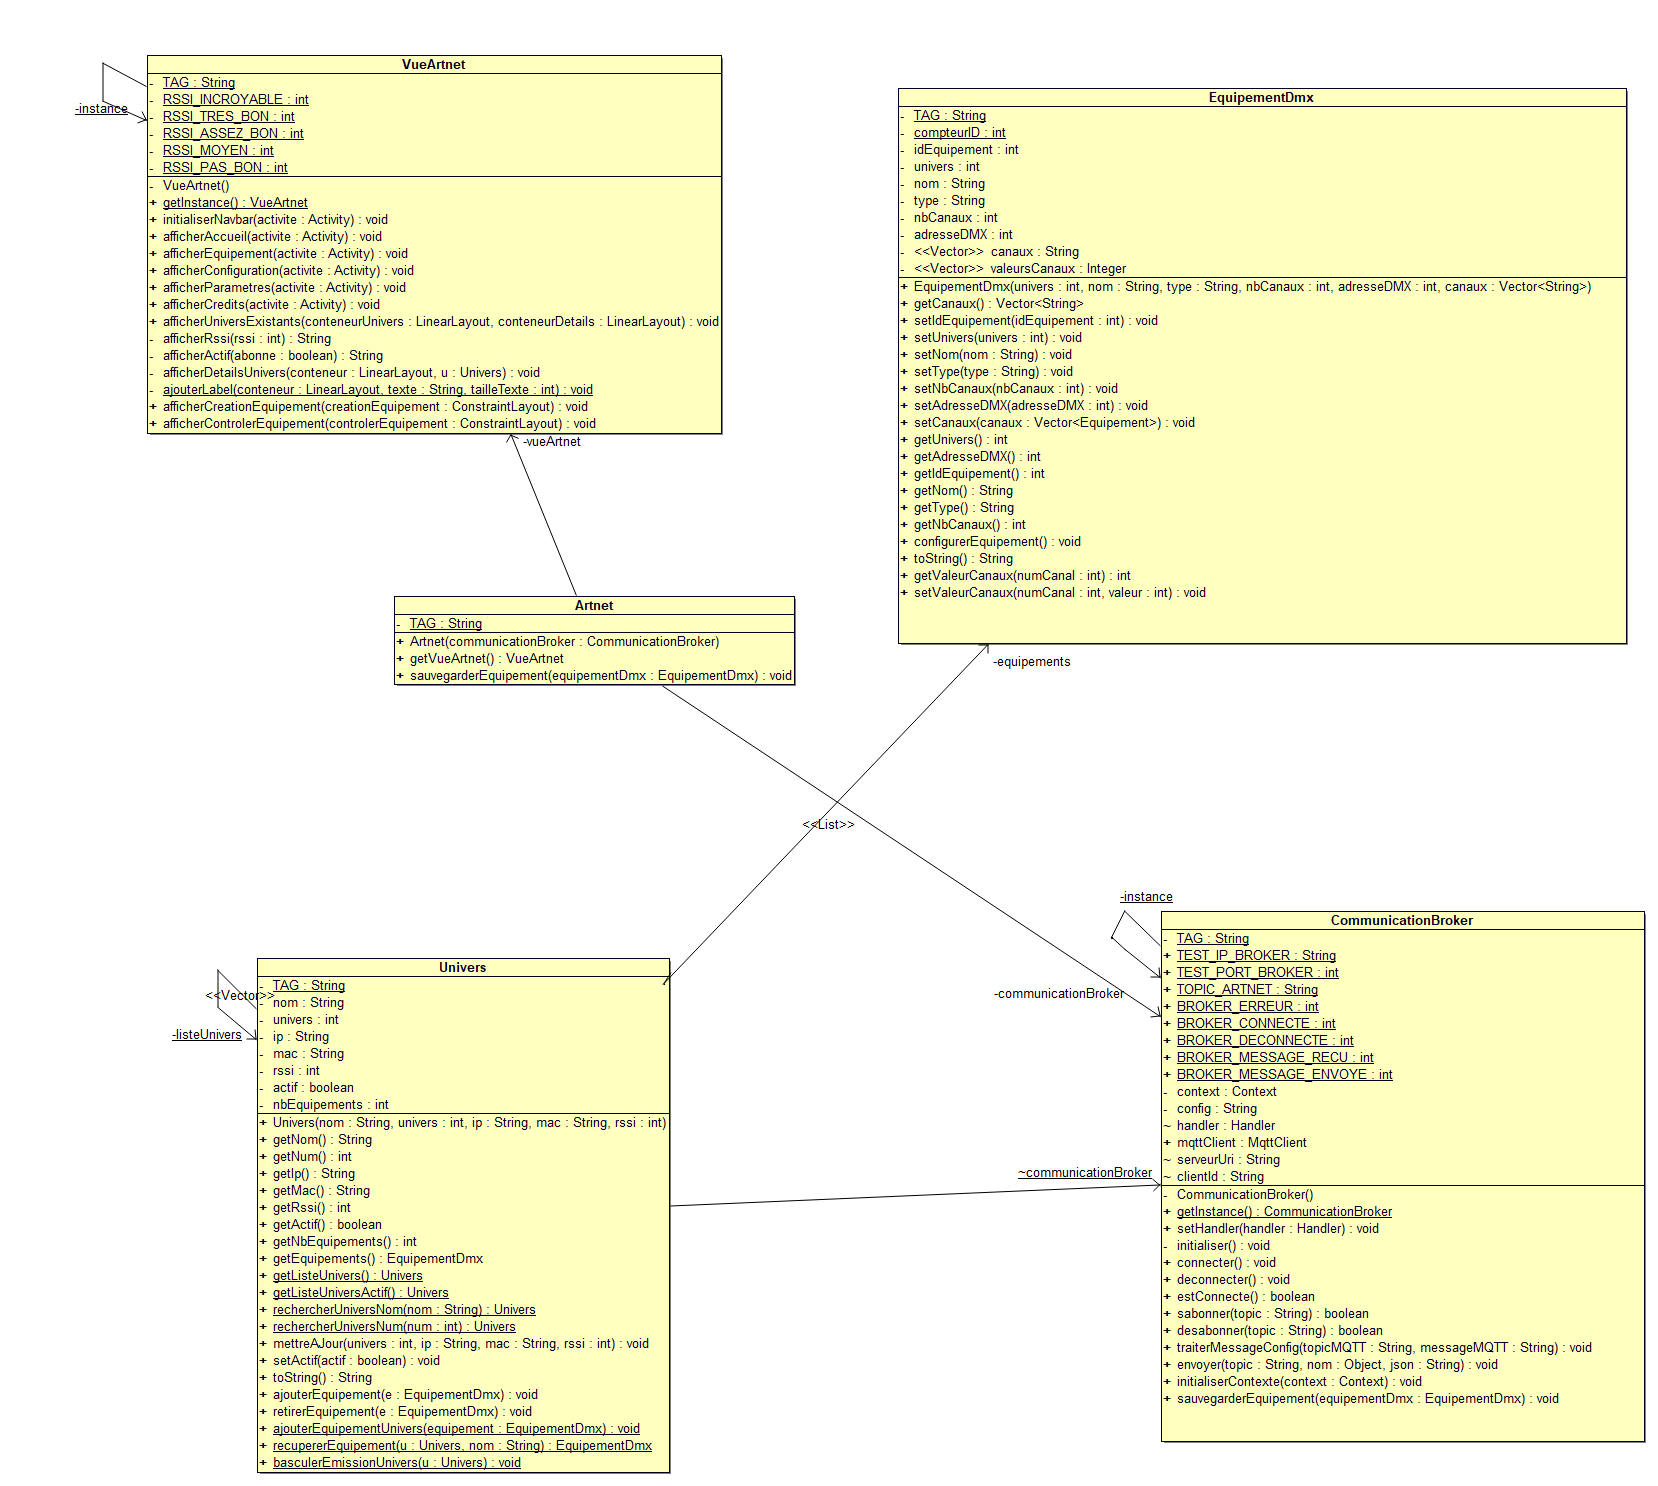 VueArtnet
- TAG : String
- RSSI_INCROYABLE : int
- RSSI_TRES_BON : int
- RSSI_ASSEZ_BON : int
- RSSI_MOYEN : int
- RSSI_PAS_BON : int
- VueArtnet()
+ getInstance() : VueArtnet
+ initialiserNavbar(activite : Activity) : void
+ afficherAccueil(activite : Activity) : void
+ afficherEquipement(activite : Activity) : void
+ afficherConfiguration(activite : Activity) : void
+ afficherParametres(activite : Activity) : void
+ afficherCredits(activite : Activity) : void
+ afficherUniversExistants(conteneurUnivers : LinearLayout, conteneurDetails : LinearLayout) : void
- afficherRssi(rssi : int) : String
- afficherActif(abonne : boolean) : String
- afficherDetailsUnivers(conteneur : LinearLayout, u : Univers) : void
- ajouterLabel(conteneur : LinearLayout, texte : String, tailleTexte : int) : void
+ afficherCreationEquipement(creationEquipement : ConstraintLayout) : void
+ afficherControlerEquipement(controlerEquipement : ConstraintLayout) : void
-instance
-vueArtnet
EquipementDmx
- TAG : String
- compteurID : int
- idEquipement : int
- univers : int
- nom : String
- type : String
- nbCanaux : int
- adresseDMX : int
- <<Vector>> canaux : String
- <<Vector>> valeursCanaux : Integer
+ EquipementDmx(univers : int, nom : String, type : String, nbCanaux : int, adresseDMX : int, canaux : Vector<String>)
+ getCanaux() : Vector<String>
+ setIdEquipement(idEquipement : int) : void
+ setUnivers(univers : int) : void
+ setNom(nom : String) : void
+ setType(type : String) : void
+ setNbCanaux(nbCanaux : int) : void
+ setAdresseDMX(adresseDMX : int) : void
+ setCanaux(canaux : Vector<Equipement>) : void
+ getUnivers() : int
+ getAdresseDMX() : int
+ getIdEquipement() : int
+ getNom() : String
+ getType() : String
+ getNbCanaux() : int
+ configurerEquipement() : void
+ toString() : String
+ getValeurCanaux(numCanal : int) : int
+ setValeurCanaux(numCanal : int, valeur : int) : void
-equipements
Artnet
- TAG : String
+ Artnet(communicationBroker : CommunicationBroker)
+ getVueArtnet() : VueArtnet
+ sauvegarderEquipement(equipementDmx : EquipementDmx) : void
<<List>>
-communicationBroker
Univers
- TAG : String
- nom : String
- univers : int
- ip : String
- mac : String
- rssi : int
- actif : boolean
- nbEquipements : int
+ Univers(nom : String, univers : int, ip : String, mac : String, rssi : int)
+ getNom() : String
+ getNum() : int
+ getIp() : String
+ getMac() : String
+ getRssi() : int
+ getActif() : boolean
+ getNbEquipements() : int
+ getEquipements() : EquipementDmx
+ getListeUnivers() : Univers
+ getListeUniversActif() : Univers
+ rechercherUniversNom(nom : String) : Univers
+ rechercherUniversNum(num : int) : Univers
+ mettreAJour(univers : int, ip : String, mac : String, rssi : int) : void
+ setActif(actif : boolean) : void
+ toString() : String
+ ajouterEquipement(e : EquipementDmx) : void
+ retirerEquipement(e : EquipementDmx) : void
+ ajouterEquipementUnivers(equipement : EquipementDmx) : void
+ recupererEquipement(u : Univers, nom : String) : EquipementDmx
+ basculerEmissionUnivers(u : Univers) : void
<<Vector>>
-listeUnivers
~communicationBroker
-instance
CommunicationBroker
- TAG : String
+ TEST_IP_BROKER : String
+ TEST_PORT_BROKER : int
+ TOPIC_ARTNET : String
+ BROKER_ERREUR : int
+ BROKER_CONNECTE : int
+ BROKER_DECONNECTE : int
+ BROKER_MESSAGE_RECU : int
+ BROKER_MESSAGE_ENVOYE : int
- context : Context
- config : String
~ handler : Handler
+ mqttClient : MqttClient
~ serveurUri : String
~ clientId : String
- CommunicationBroker()
+ getInstance() : CommunicationBroker
+ setHandler(handler : Handler) : void
- initialiser() : void
+ connecter() : void
+ deconnecter() : void
+ estConnecte() : boolean
+ sabonner(topic : String) : boolean
+ desabonner(topic : String) : boolean
+ traiterMessageConfig(topicMQTT : String, messageMQTT : String) : void
+ envoyer(topic : String, nom : Object, json : String) : void
+ initialiserContexte(context : Context) : void
+ sauvegarderEquipement(equipementDmx : EquipementDmx) : void